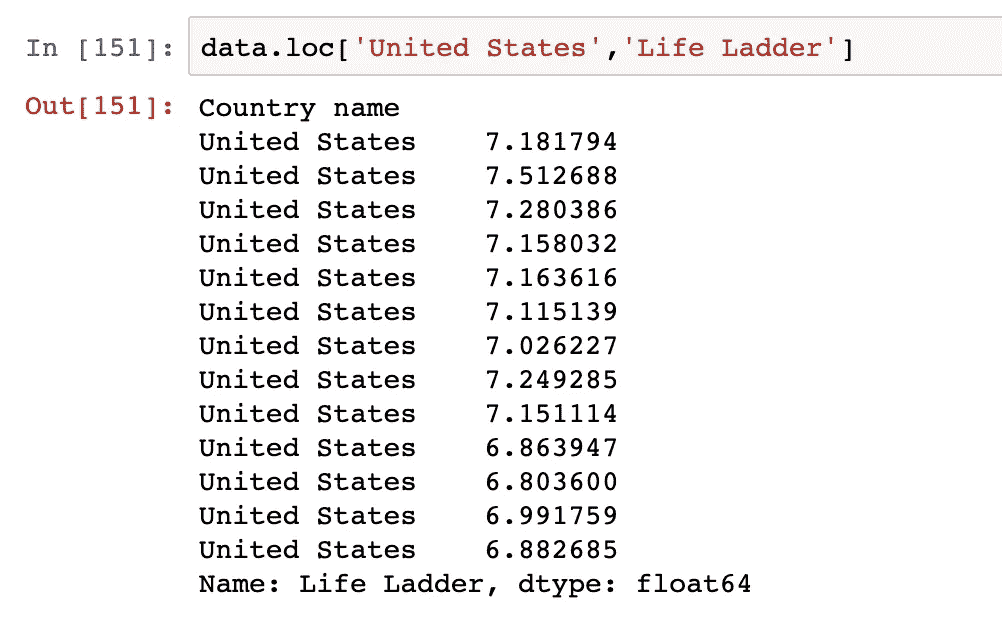 In [151]: data.loc['United States','Life Ladder']
Out[151]: Country name
United States    7.181794
United States    7.512688
United States    7.280386
United States    7.158032
United States    7.163616
United States    7.115139
United States    7.026227
United States    7.249285
United States    7.151114
United States    6.863947
United States    6.803600
United States    6.991759
United States    6.882685
Name: Life Ladder, dtype: float64